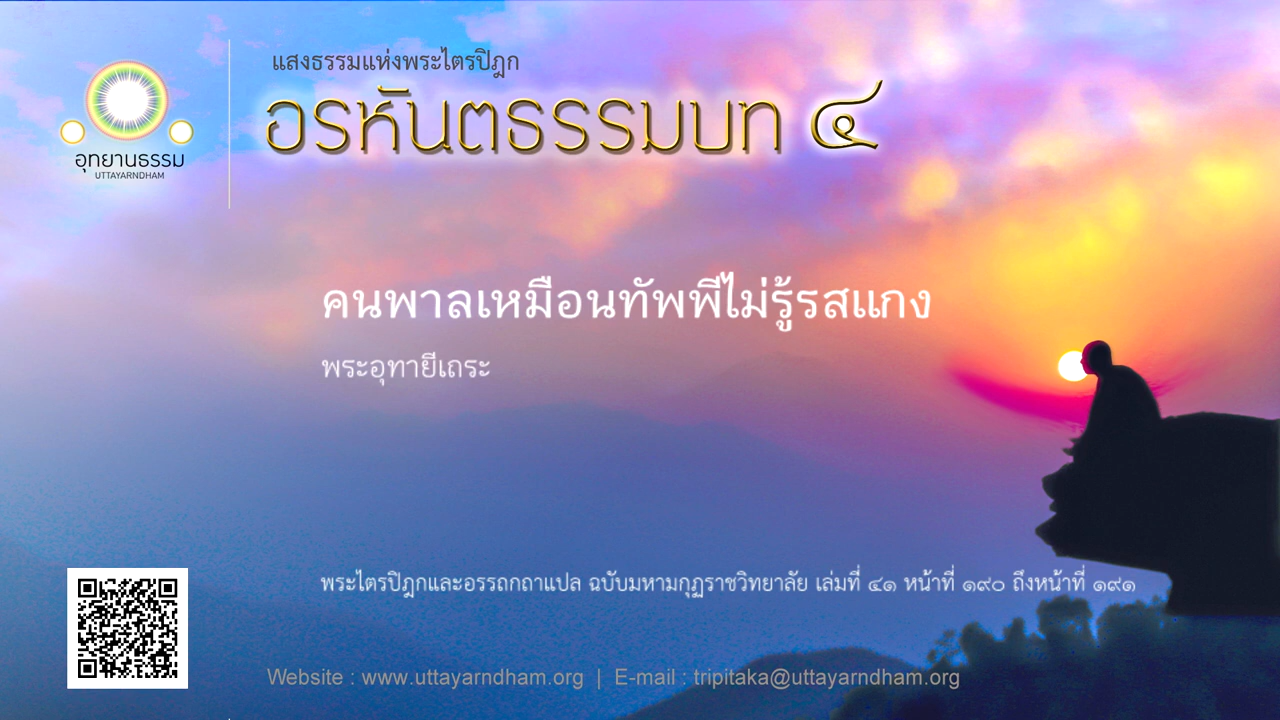 แสงธรรมแห่งพระไตรปิฎก
อรหันตธรรมบท ๔
อุทยานธรรม
UTTAYARNDHAM
คนพาลเหมือนทัพพีไม่รู้รสแกง
พระอุทายีเถระ
พระไตรปิฎกและอรรถกถาแปล ฉบับมหามกุฏราชวิทยาลัย เล่มที่ ๔๑ หน้าที่ ๑๙๐ ถึงหน้าที่ ๑๙๑
Website : www.uttayarndham.org | E-mail : tripitaka@uttayarndham.org